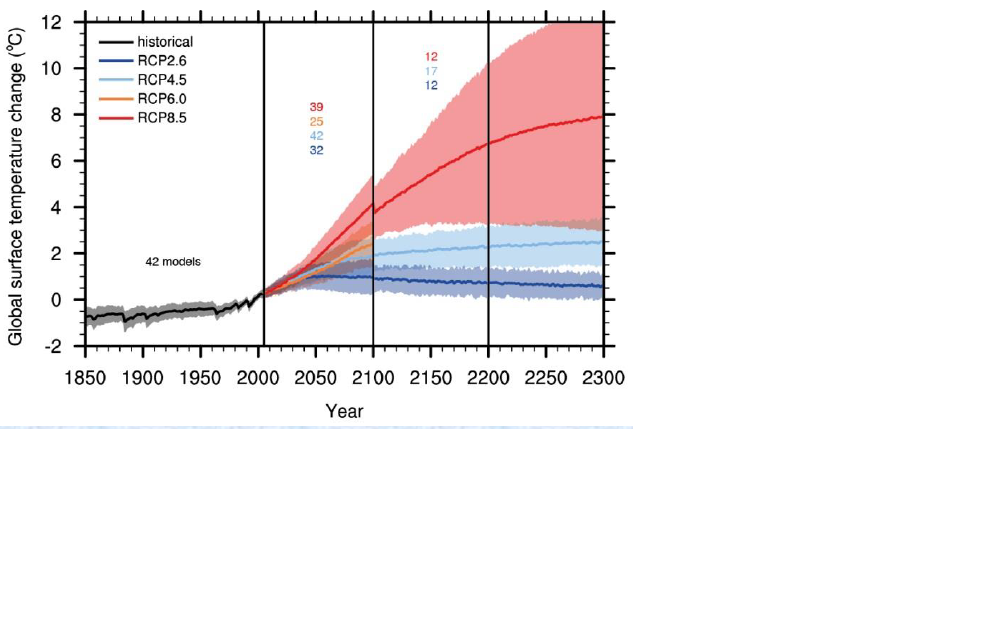 Global surface temperature change (°C)
12
10
8
6
4
2
0
-2
historical
RCP2.6
RCP4.5
RCP6.0
RCP8.5
39
25
42
32
12
17
12
42 models
1850 1900 1950 2000 2050 2100 2150 2200 2250 2300
Year